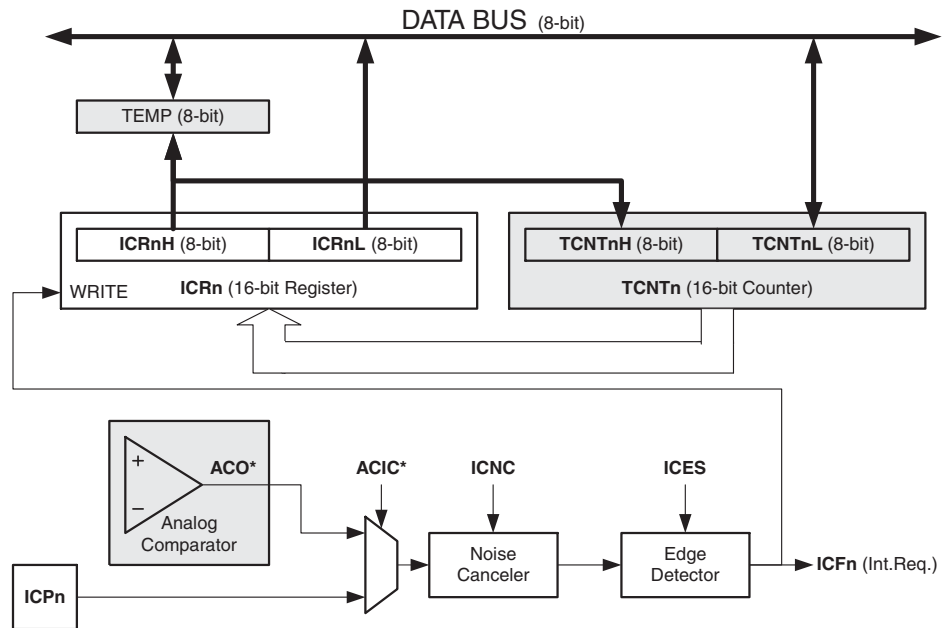 DATA BUS (8-bit)
TEMP (8-bit)
ICRnH (8-bit) ICRnL (8-bit)
TCNTnH (8-bit) TCNTnL (8-bit)
WRITE
ICRn (16-bit Register)
TCNTn (16-bit Counter)
+
−
ACO*
Analog
Comparator
ACIC*
ICNC
ICES
Noise
Canceler
Edge
Detector
ICFn (Int.Req.)
ICPn